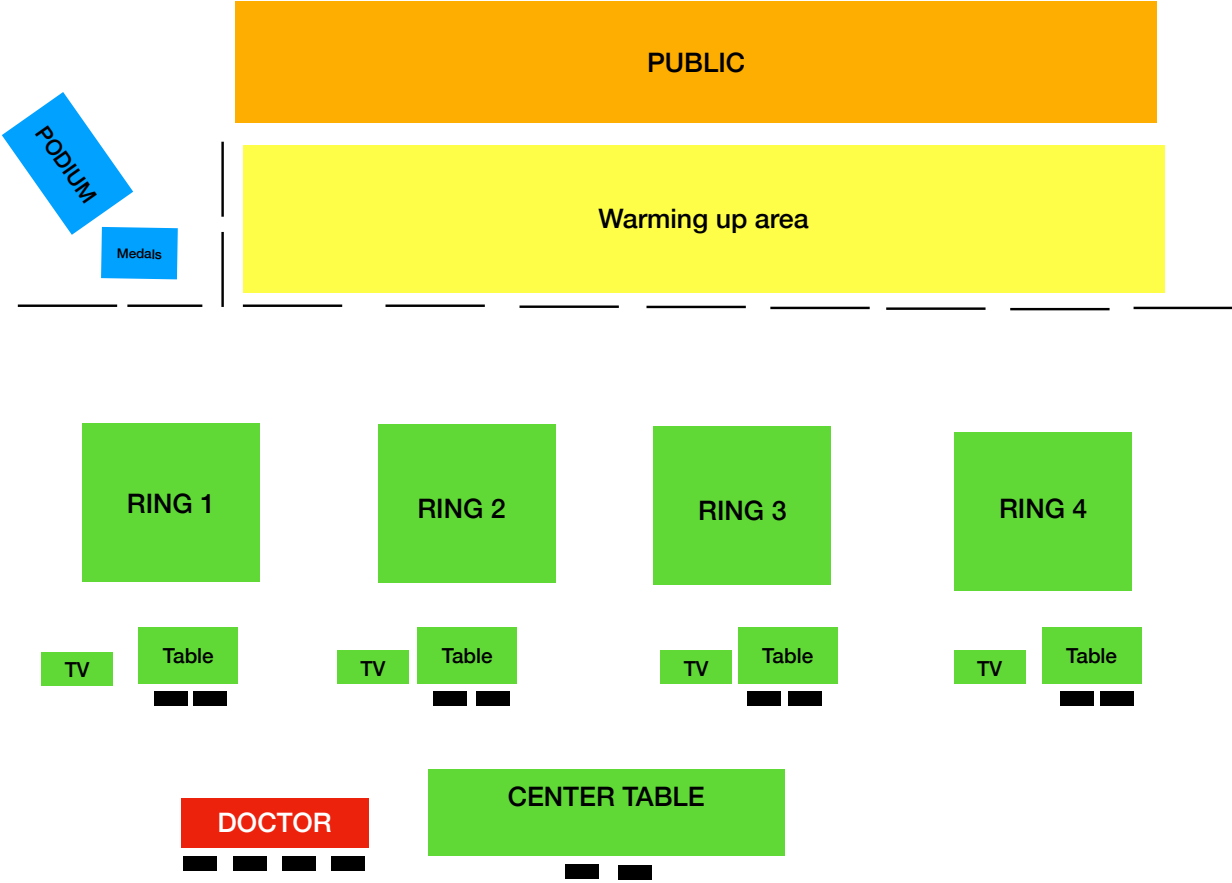 PUBLIC
PODIUM
Warming up area
Medals
RING 1
RING 2
RING 3
RING 4
TV
Table
TV
Table
TV
Table
TV
Table
CENTER TABLE
DOCTOR